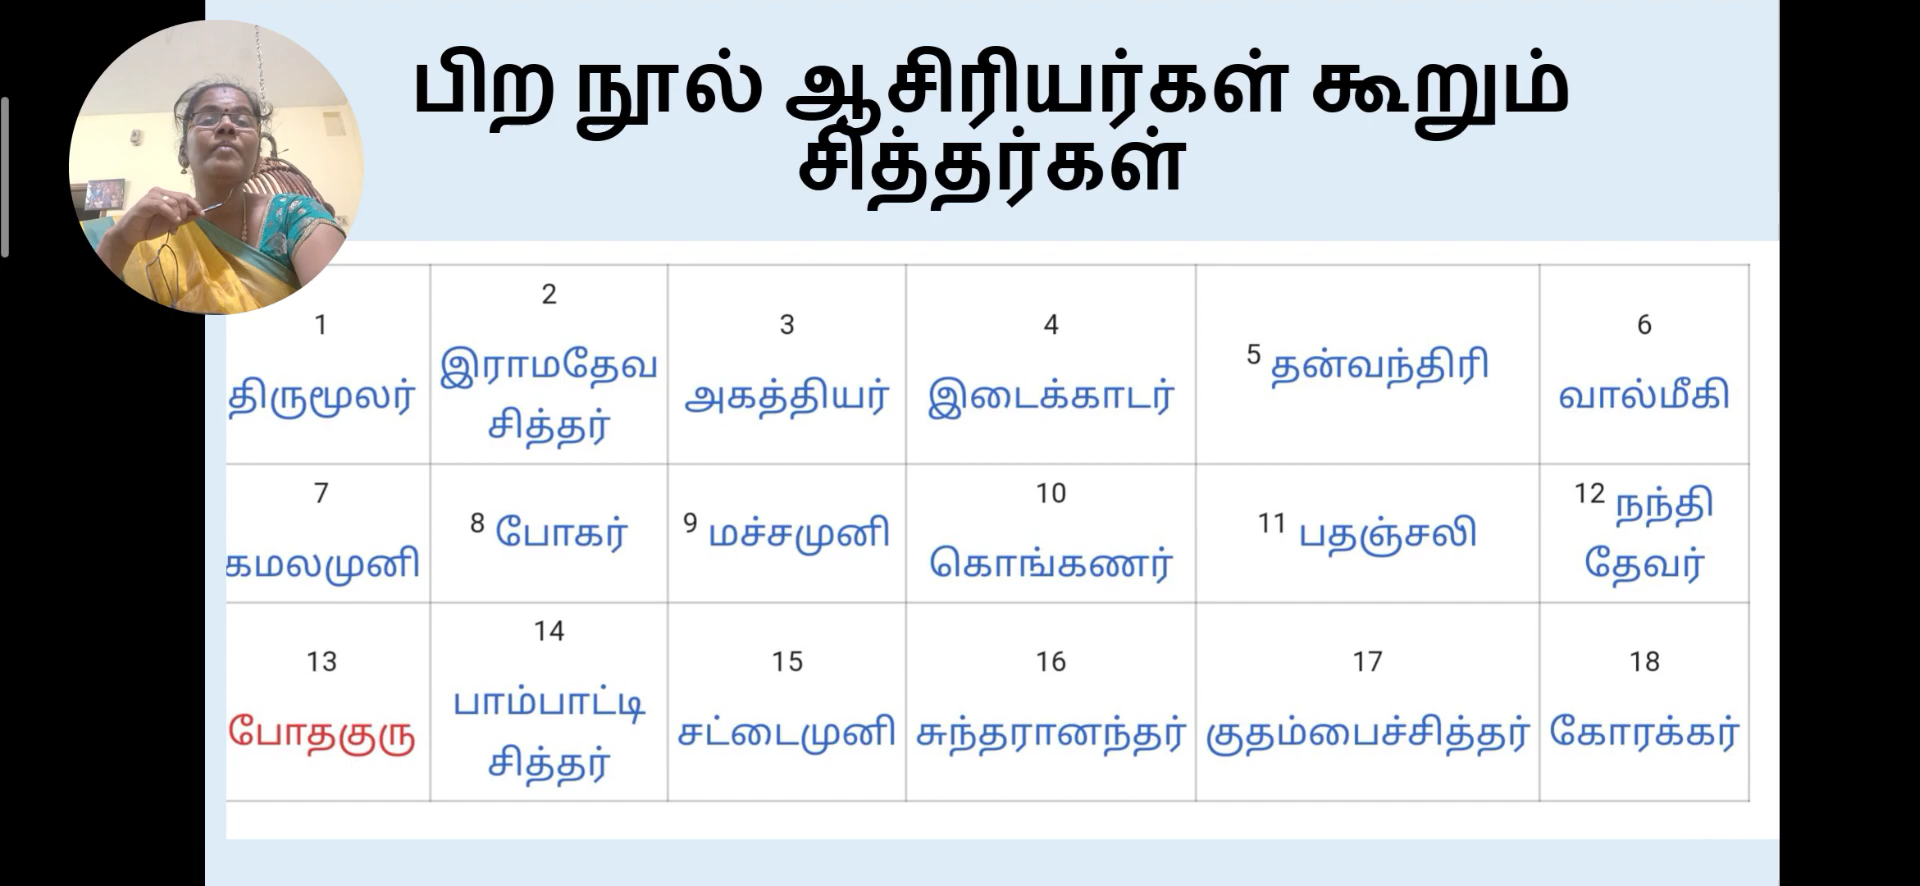 பிற நூல் ஆசிரியர்கள் கூறும்
சித்தர்கள்
1
திருமூலர்
2
இராமதேவ
சித்தர்
3
அகத்தியர்
4
இடைக்காடர்
5 தன்வந்திரி
6
வால்மீகி
7
கமலமுனி
8 போகர்
9 மச்சமுனி
10
கொங்கணர்
11 பதஞ்சலி
12 நந்தி
தேவர்
13
போதகுரு
14
பாம்பாட்டி
சித்தர்
15
சட்டைமுனி
16
சுந்தரானந்தர்
17
குதம்பைச்சித்தர்
18
கோரக்கர்